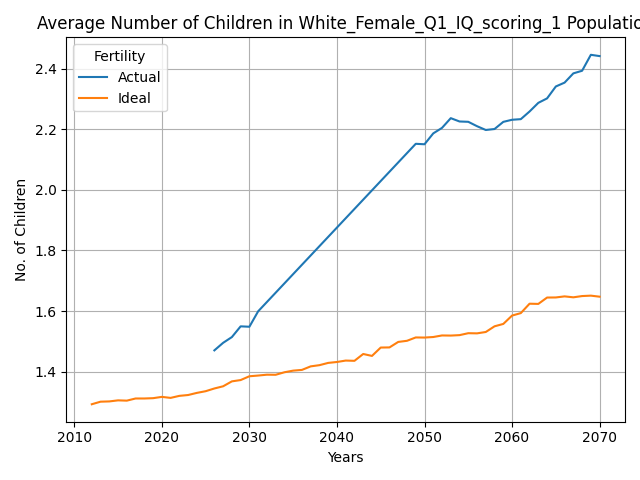 Average Number of Children in White_Female_Q1_IQ_scoring_1 Populatio
Fertility
Actual
Ideal
2.4
2.2
2.0
1.8
1.6
1.4
No. of Children
2010 2020 2030 2040 2050 2060 2070
Years